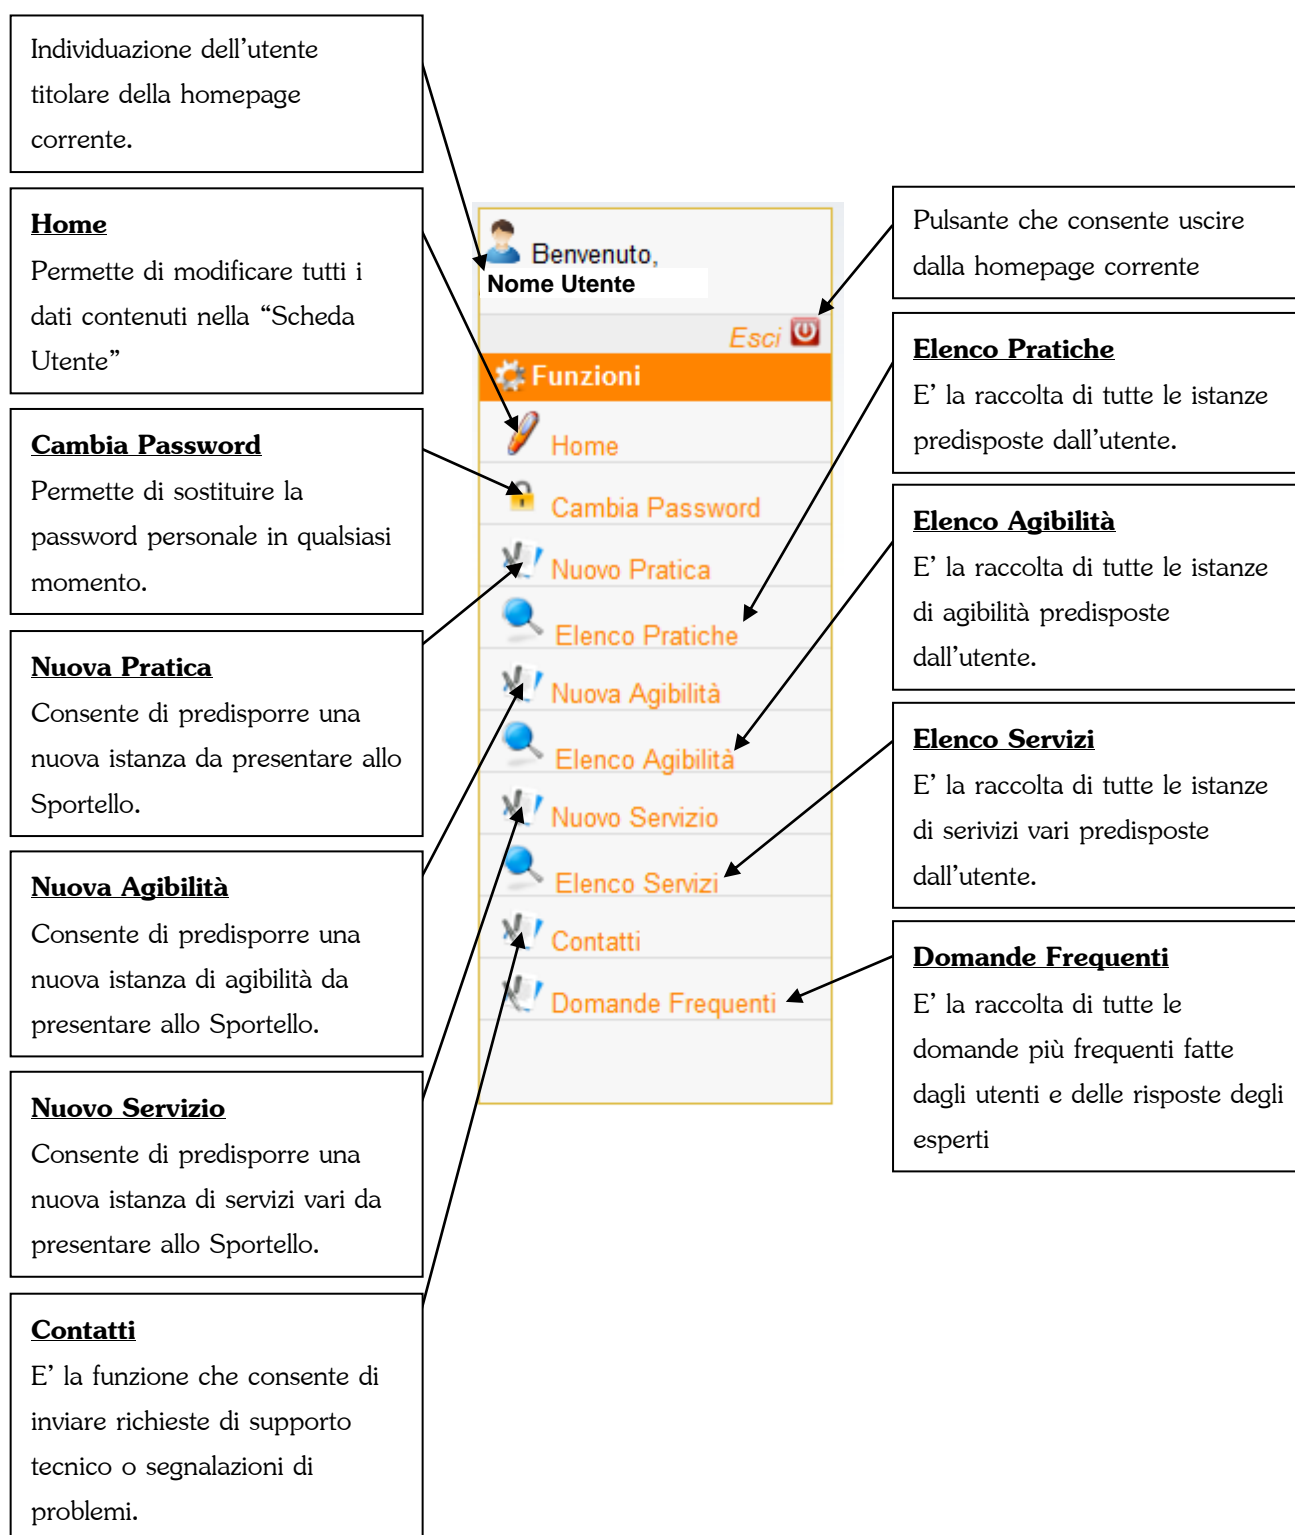 Individuazione dell’utente
titolare della homepage
corrente.
Home
Permette di modificare tutti i
dati contenuti nella “Scheda
Utente”
Cambia Password
Permette di sostituire la
password personale in qualsiasi
momento.
Nuova Pratica
Consente di predisporre una
nuova istanza da presentare allo
Sportello.
Nuova Agibilità
Consente di predisporre una
nuova istanza di agibilità da
presentare allo Sportello.
Nuovo Servizio
Consente di predisporre una
nuova istanza di servizi vari da
presentare allo Sportello.
Contatti
E’ la funzione che consente di
inviare richieste di supporto
tecnico o segnalazioni di
problemi.
Benvenuto,
Nome Utente
Esci
Funzioni
Home
Cambia Password
Nuovo Pratica
Elenco Pratiche
Nuova Agibilità
Elenco Agibilità
Nuovo Servizio
Elenco Servizi
Contatti
Domande Frequenti
Pulsante che consente uscire
dalla homepage corrente
Elenco Pratiche
E’ la raccolta di tutte le istanze
predisposte dall’utente.
Elenco Agibilità
E’ la raccolta di tutte le istanze
di agibilità predisposte
dall’utente.
Elenco Servizi
E’ la raccolta di tutte le istanze
di serivizi vari predisposte
dall’utente.
Domande Frequenti
E’ la raccolta di tutte le
domande più frequenti fatte
dagli utenti e delle risposte degli
esperti